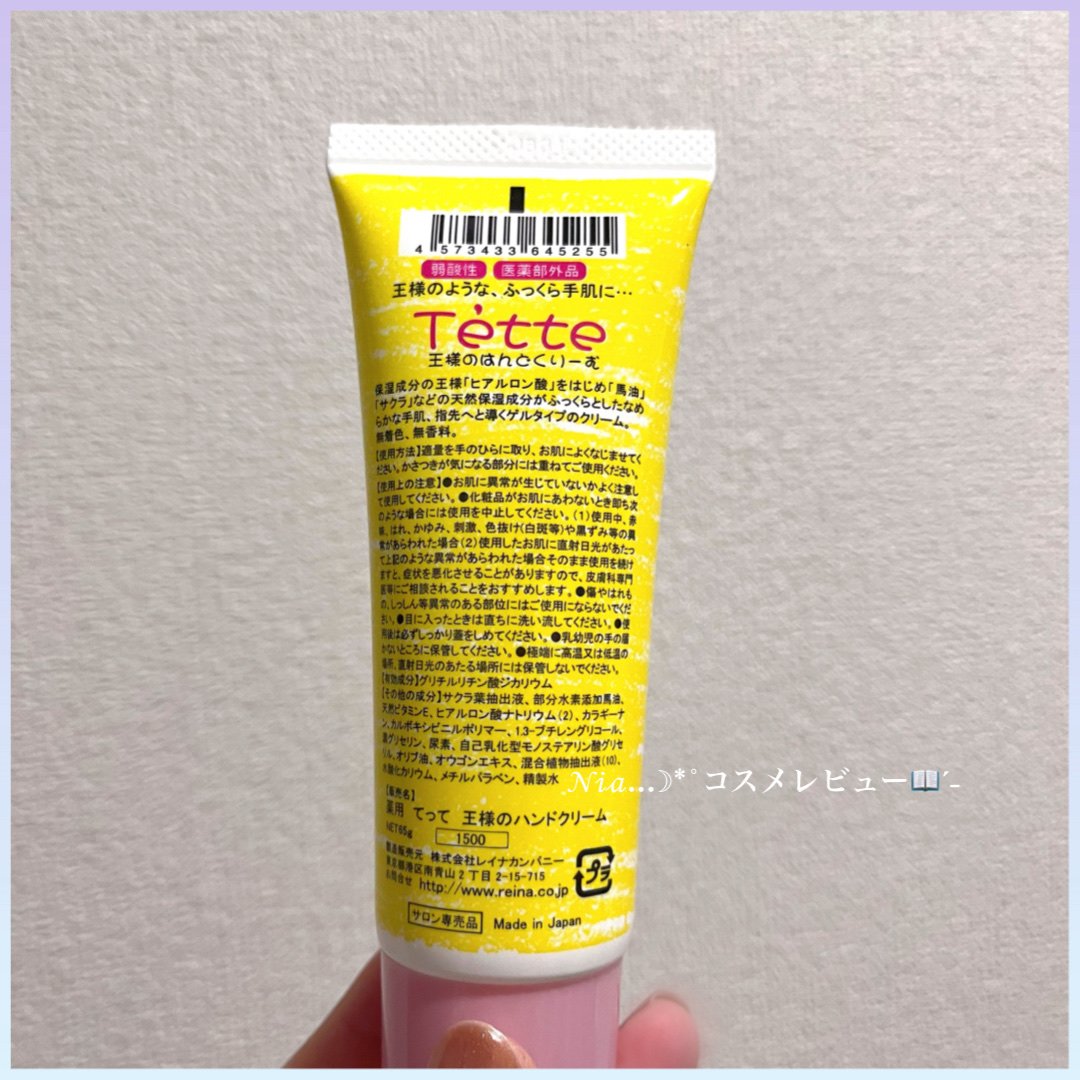 4 573433 645255
弱酸性 医薬部外品
王様のような、ふっくら手肌に…
Tétte
王様のはんどくりーむ
保湿成分の王様「ヒアルロン酸」をはじめ「馬油」
「サクラ」などの天然保湿成分がふっくらとしたなめ
らかな手肌、指先へと導くゲルタイプのクリーム。
無着色、無香料。
【使用方法】適量を手のひらに取り、お肌によくなじませてく
ださい。かさつきが気になる部分には重ねてご使用ください。
【使用上の注意】●お肌に異常が生じていないかよく注意し
て使用してください。●化粧品がお肌にあわないとき即ち次
のような場合には使用を中止してください。(1)使用中、赤
味、はれ、かゆみ、刺激、色抜け(白斑等)や黒ずみ等の異
常があらわれた場合(2)使用したお肌に直射日光があたっ
て上記のような異常があらわれた場合そのまま使用を続け
ますと、症状を悪化させることがありますので、皮膚科専門
医等にご相談されることをおすすめします。●傷やはれも
の、しっしん等異常のある部位にはご使用にならないでくだ
さい。●目に入ったときは直ちに洗い流してください。●使
用後は必ずしっかり蓋をしめてください。●乳幼児の手の届
かないところに保管してください。●極端に高温又は低温の
場所、直射日光のあたる場所には保管しないでください。
【有効成分】グリチルリチン酸ジカリウム
【その他の成分】サクラ葉抽出液、部分水素添加馬油、
天然ビタミンE、ヒアルロン酸ナトリウム(2)、カラギーナ
ン、カルボキシビニルポリマー、1.3-ブチレングリコール、
濃グリセリン、尿素、自己乳化型モノステアリン酸グリセ
リル、オリブ油、オウゴンエキス、混合植物抽出液(10)、
水酸化カリウム、メチルパラベン、精製水
Nia...☽*゚コスメレビュー📖´-
【販売名】
薬用 てって 王様のハンドクリーム
NET65g 1500
製造販売元 株式会社レイナカンパニー
東京都港区南青山2丁目2-15-715
お問合せ http://www.reina.co.jp
プラ
サロン専売品 Made in Japan